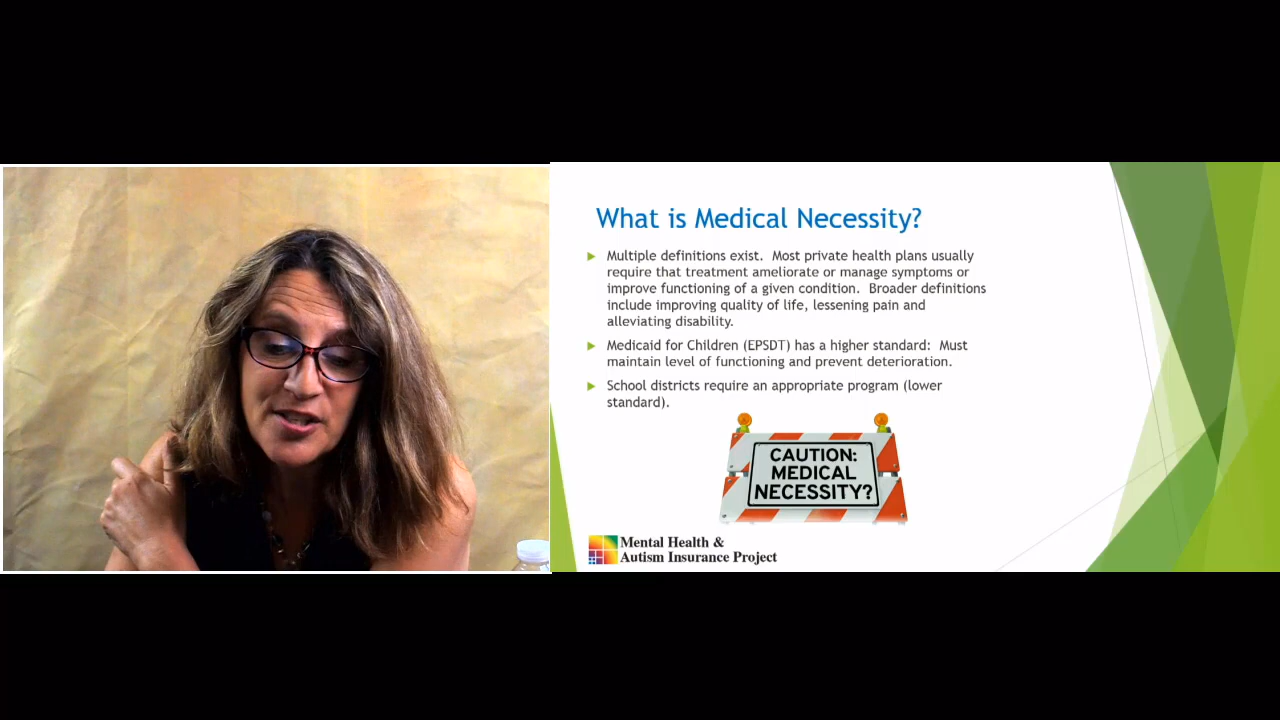 What is Medical Necessity?
Multiple definitions exist.  Most private health plans usually
require that treatment ameliorate or manage symptoms or
improve functioning of a given condition.  Broader definitions
include improving quality of life, lessening pain and
alleviating disability.
Medicaid for Children (EPSDT) has a higher standard:  Must
maintain level of functioning and prevent deterioration.
School districts require an appropriate program (lower
standard).
CAUTION:
MEDICAL
NECESSITY?
Mental Health &
Autism Insurance Project